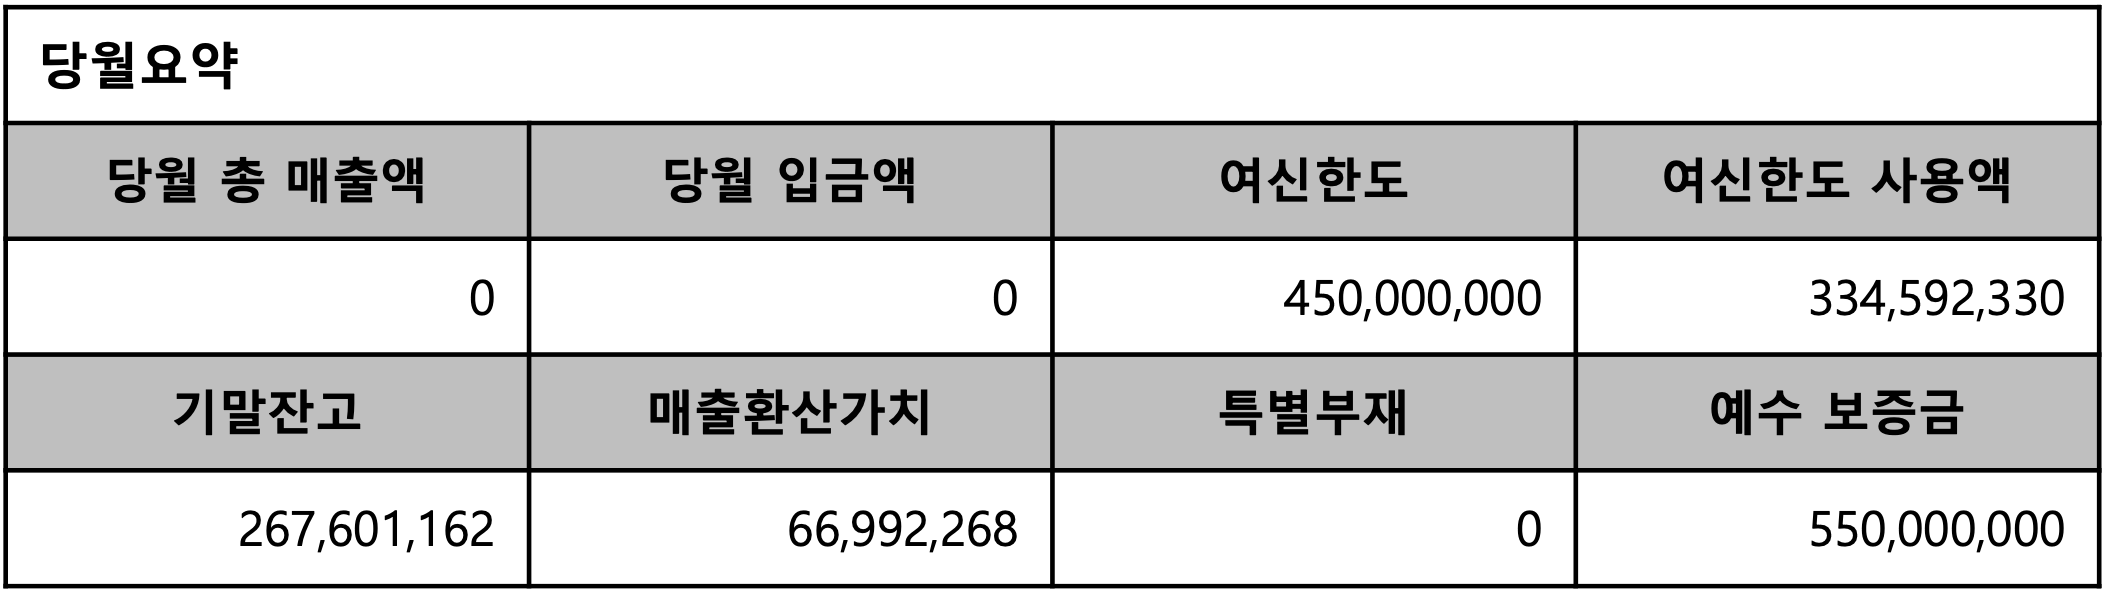 당월요약
당월 총 매출액 당월 입금액 여신한도 여신한도 사용액
0 0 450,000,000 334,592,330
기말잔고 매출환산가치 특별부재 예수 보증금
267,601,162 66,992,268 0 550,000,000